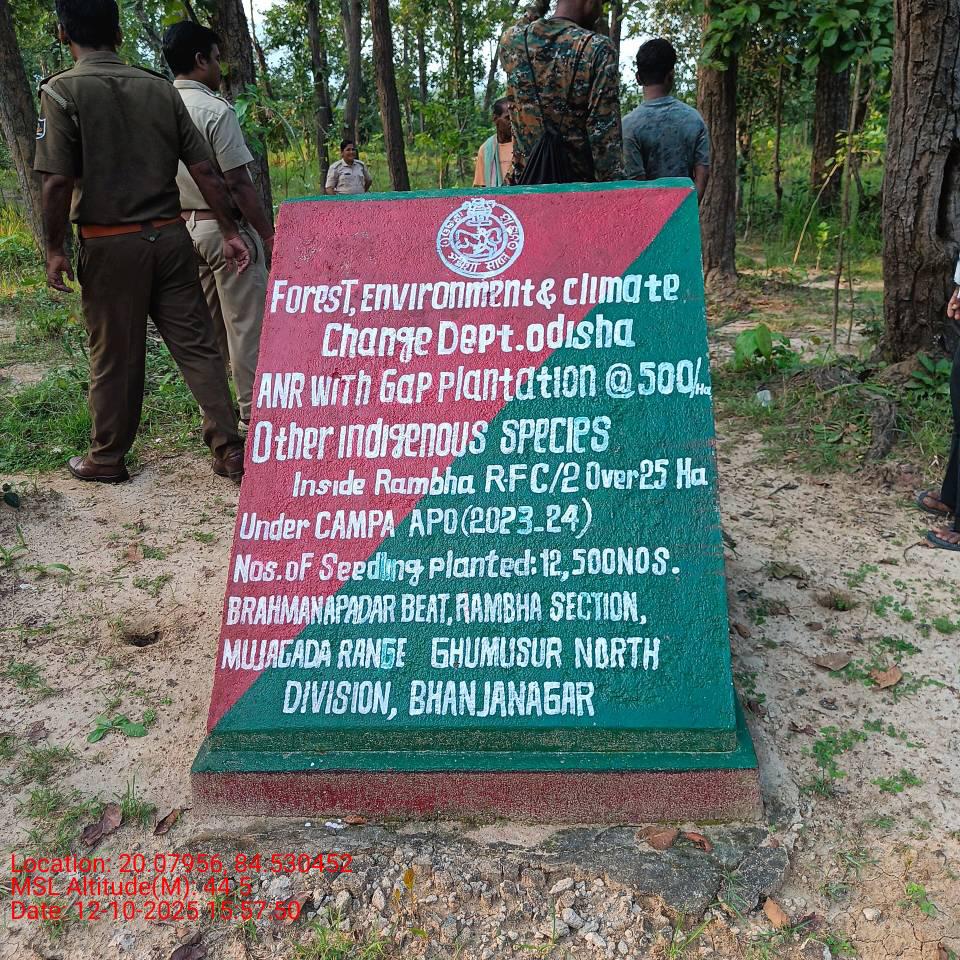 Forest, Environment & climate
Change Dept. odisha
ANR with Gap plantation @ 500/Ha
Other indigenous species
Inside Rambha R.F C/2 Over 25 Ha
Under CAMPA APO (2023-24)
Nos. of Seedling planted: 12,500NOS.
BRAHMANAPADAR BEAT, RAMBHA SECTION,
MUJAGADA RANGE GHUMUSUR NORTH
DIVISION, BHANJANAGAR
Location: 20.07956, 84.530452
MSL Altitude(M): 44.5
Date: 12-10-2025 15:57:50